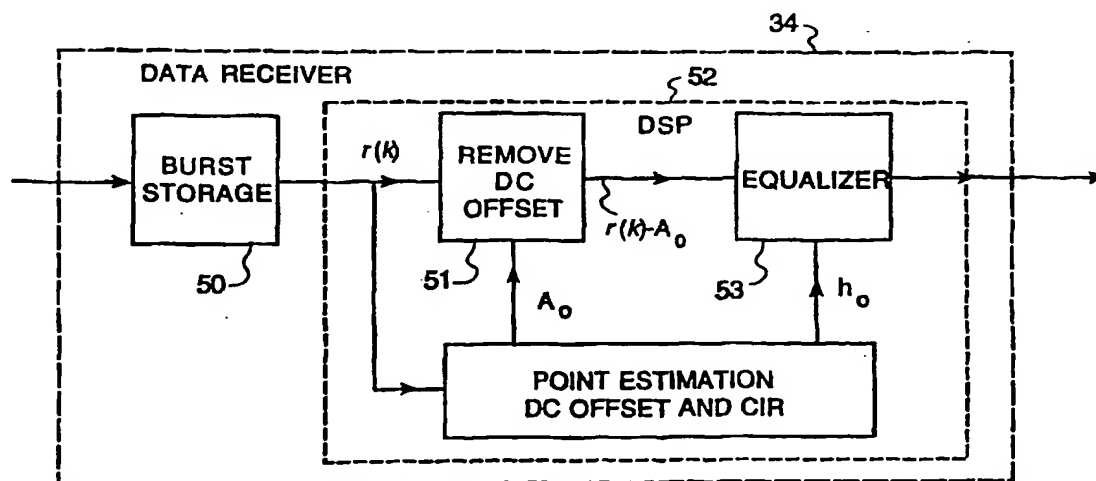 34
DATA RECEIVER
52
DSP
BURST
STORAGE
50
r(k)
REMOVE
DC
OFFSET
51
r(k)-A₀
EQUALIZER
53
A₀
h₀
POINT ESTIMATION
DC OFFSET AND CIR